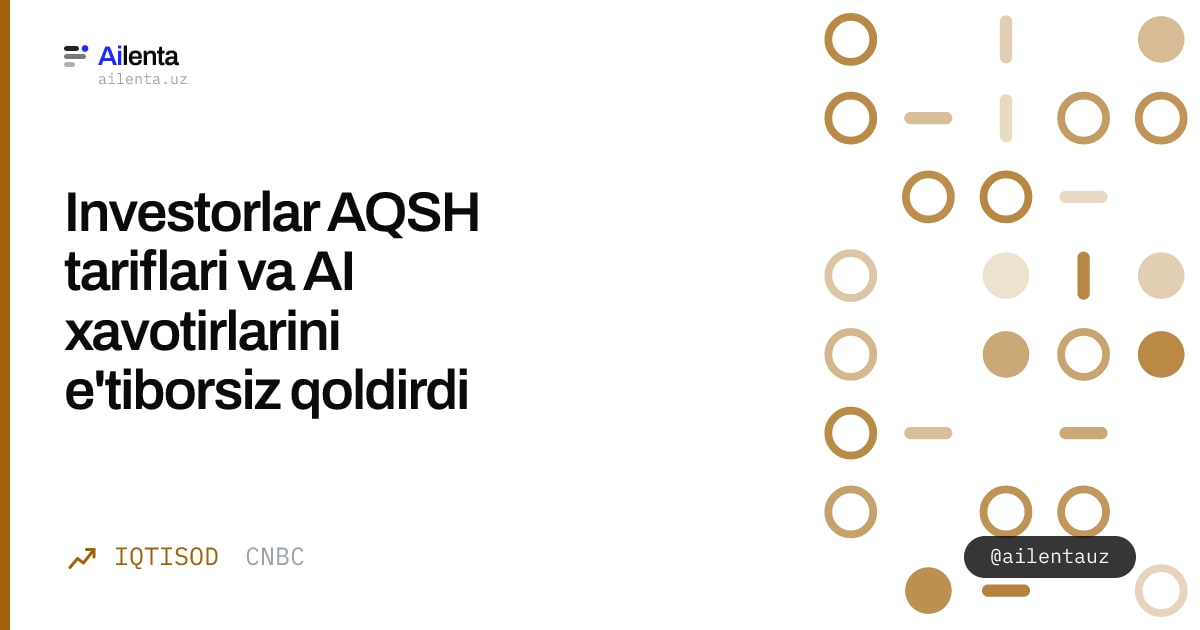 Ailenta
ailenta.uz
Investorlar AQSH
tariflari va AI
xavotirlarini
e'tiborsiz qoldirdi
IQTISOD CNBC
@ailentauz